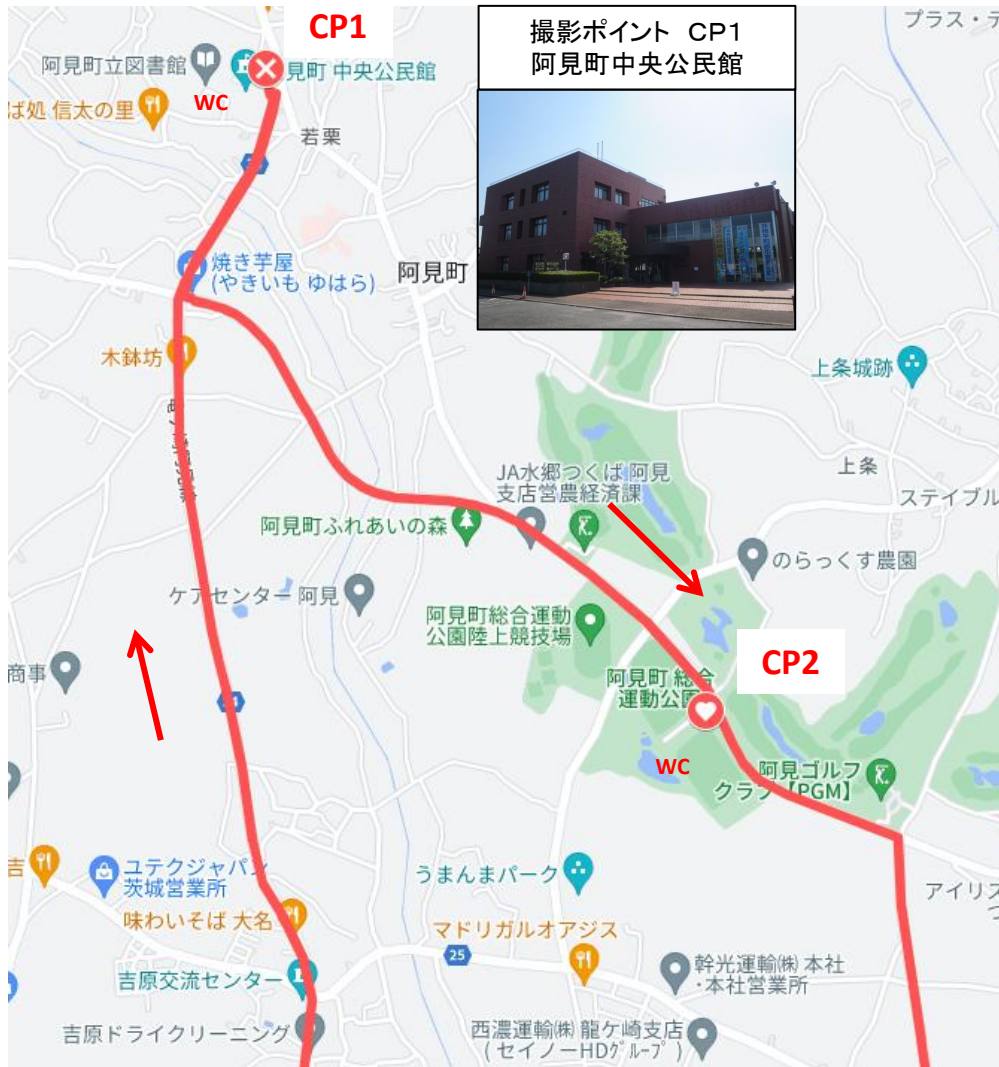 CP1
撮影ポイント CP1
阿見町中央公民館
プラス・テ
阿見町立図書館
見町 中央公民館
WC
ば処 信太の里
若栗
焼き芋屋
(やきいも ゆはら)
阿見町
木鉢坊
上条城跡
上条
JA水郷つくば 阿見
支店営農経済課
ステイブル
阿見町ふれあいの森
のらっくす農園
ケアセンター 阿見
阿見町総合運動
公園陸上競技場
商事
CP2
阿見町 総合
運動公園
WC
阿見ゴルフ
クラブ【PGM】
吉
ユテクジャパン
茨城営業所
うまんまパーク
アイリス
つ
味わいそば 大名
マドリガルオアジス
25
吉原交流センター
幹光運輸㈱ 本社
・本社営業所
吉原ドライクリーニング
西濃運輸㈱ 龍ケ崎支店
(セイノーHDグループ)